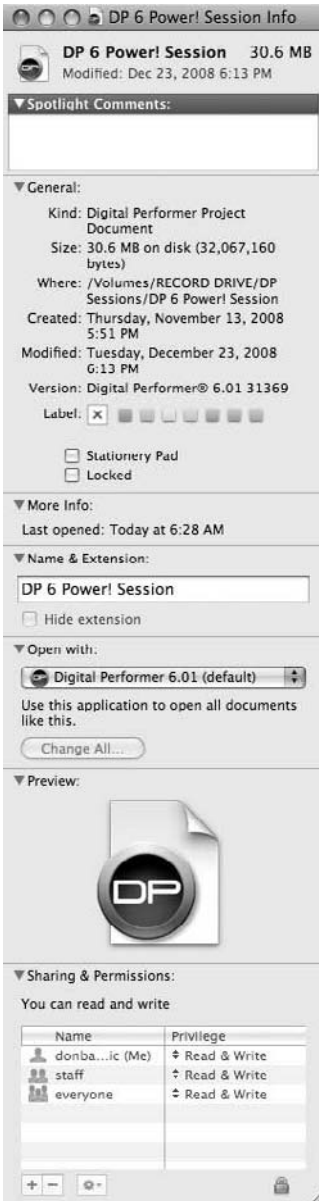 DP 6 Power! Session Info
DP 6 Power! Session 30.6 MB
Modified: Dec 23, 2008 6:13 PM
Spotlight Comments:
General:
Kind: Digital Performer Project
Document
Size: 30.6 MB on disk (32,067,160
bytes)
Where: /Volumes/RECORD DRIVE/DP
Sessions/DP 6 Power! Session
Created: Thursday, November 13, 2008
5:51 PM
Modified: Tuesday, December 23, 2008
6:13 PM
Version: Digital Performer® 6.01 31369
Label:
Stationery Pad
Locked
More Info:
Last opened: Today at 6:28 AM
Name & Extension:
DP 6 Power! Session
Hide extension
Open with:
Digital Performer 6.01 (default)
Use this application to open all documents
like this.
Change All...
Preview:
DP
Sharing & Permissions:
You can read and write
Name Privilege
donba...ic (Me) Read & Write
staff Read & Write
everyone Read & Write